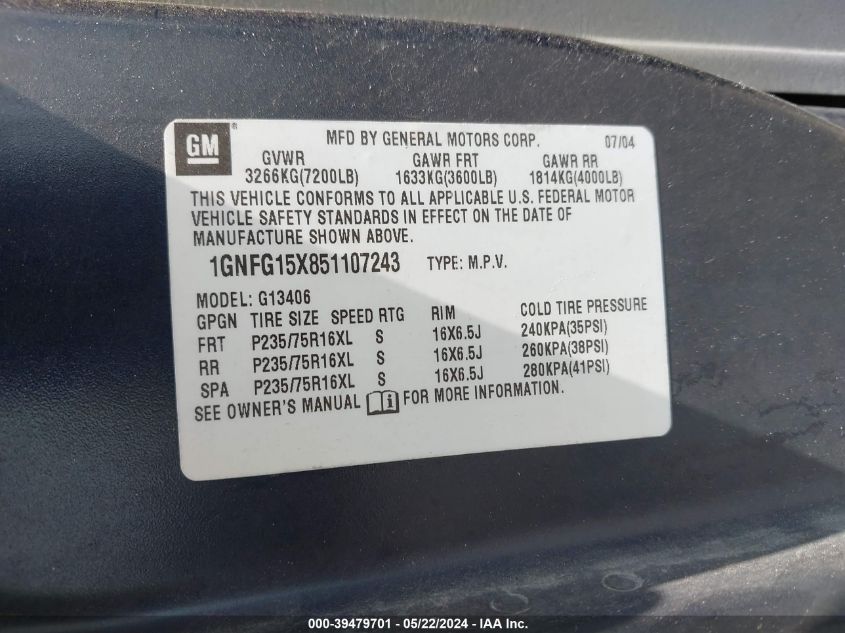 GM® MFD BY GENERAL MOTORS CORP. 07/04
GVWR GAWR FRT GAWR RR
3266KG(7200LB) 1633KG(3600LB) 1814KG(4000LB)
THIS VEHICLE CONFORMS TO ALL APPLICABLE U.S. FEDERAL MOTOR
VEHICLE SAFETY STANDARDS IN EFFECT ON THE DATE OF
MANUFACTURE SHOWN ABOVE.
1GNFG15X851107243 TYPE: M.P.V.
MODEL: G13406
GPGN TIRE SIZE SPEED RTG RIM COLD TIRE PRESSURE
FRT P235/75R16XL S 16X6.5J 240KPA(35PSI)
RR P235/75R16XL S 16X6.5J 260KPA(38PSI)
SPA P235/75R16XL S 16X6.5J 280KPA(41PSI)
SEE OWNER'S MANUAL FOR MORE INFORMATION.
000-39479701 - 05/22/2024 - IAAI.com